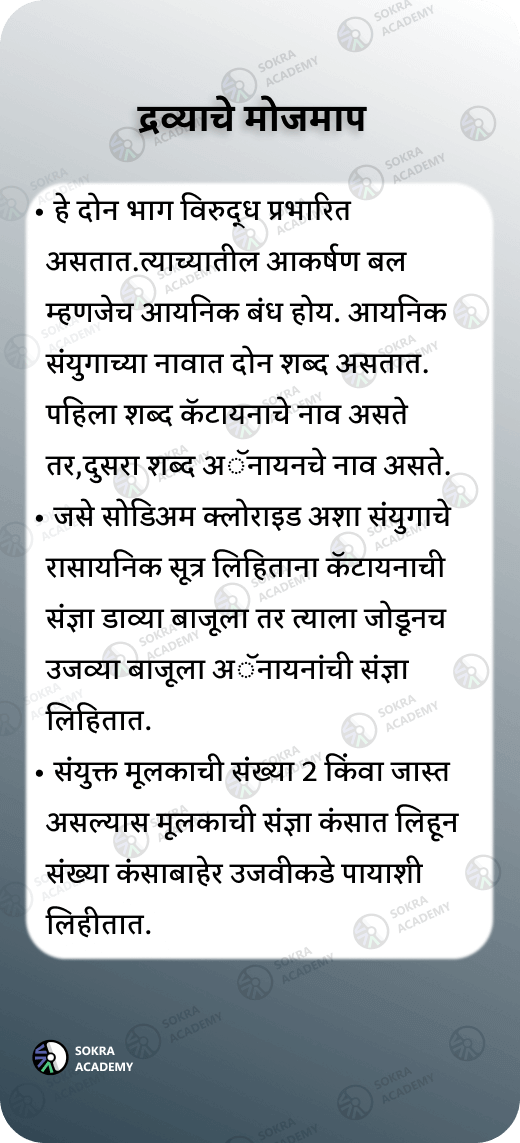 द्रव्याचे मोजमाप
• हे दोन भाग विरुद्ध प्रभारित
असतात.त्याच्यातील आकर्षण बल
म्हणजेच आयनिक बंध होय. आयनिक
संयुगाच्या नावात दोन शब्द असतात.
पहिला शब्द कॅटायनाचे नाव असते
तर,दुसरा शब्द अॅनायनचे नाव असते.
• जसे सोडिअम क्लोराइड अशा संयुगाचे
रासायनिक सूत्र लिहिताना कॅटायनाची
संज्ञा डाव्या बाजूला तर त्याला जोडूनच
उजव्या बाजूला अॅनायनांची संज्ञा
लिहितात.
• संयुक्त मूलकाची संख्या 2 किंवा जास्त
असल्यास मूलकाची संज्ञा कंसात लिहून
संख्या कंसाबाहेर उजवीकडे पायाशी
लिहीतात.
SOKRA
ACADEMY